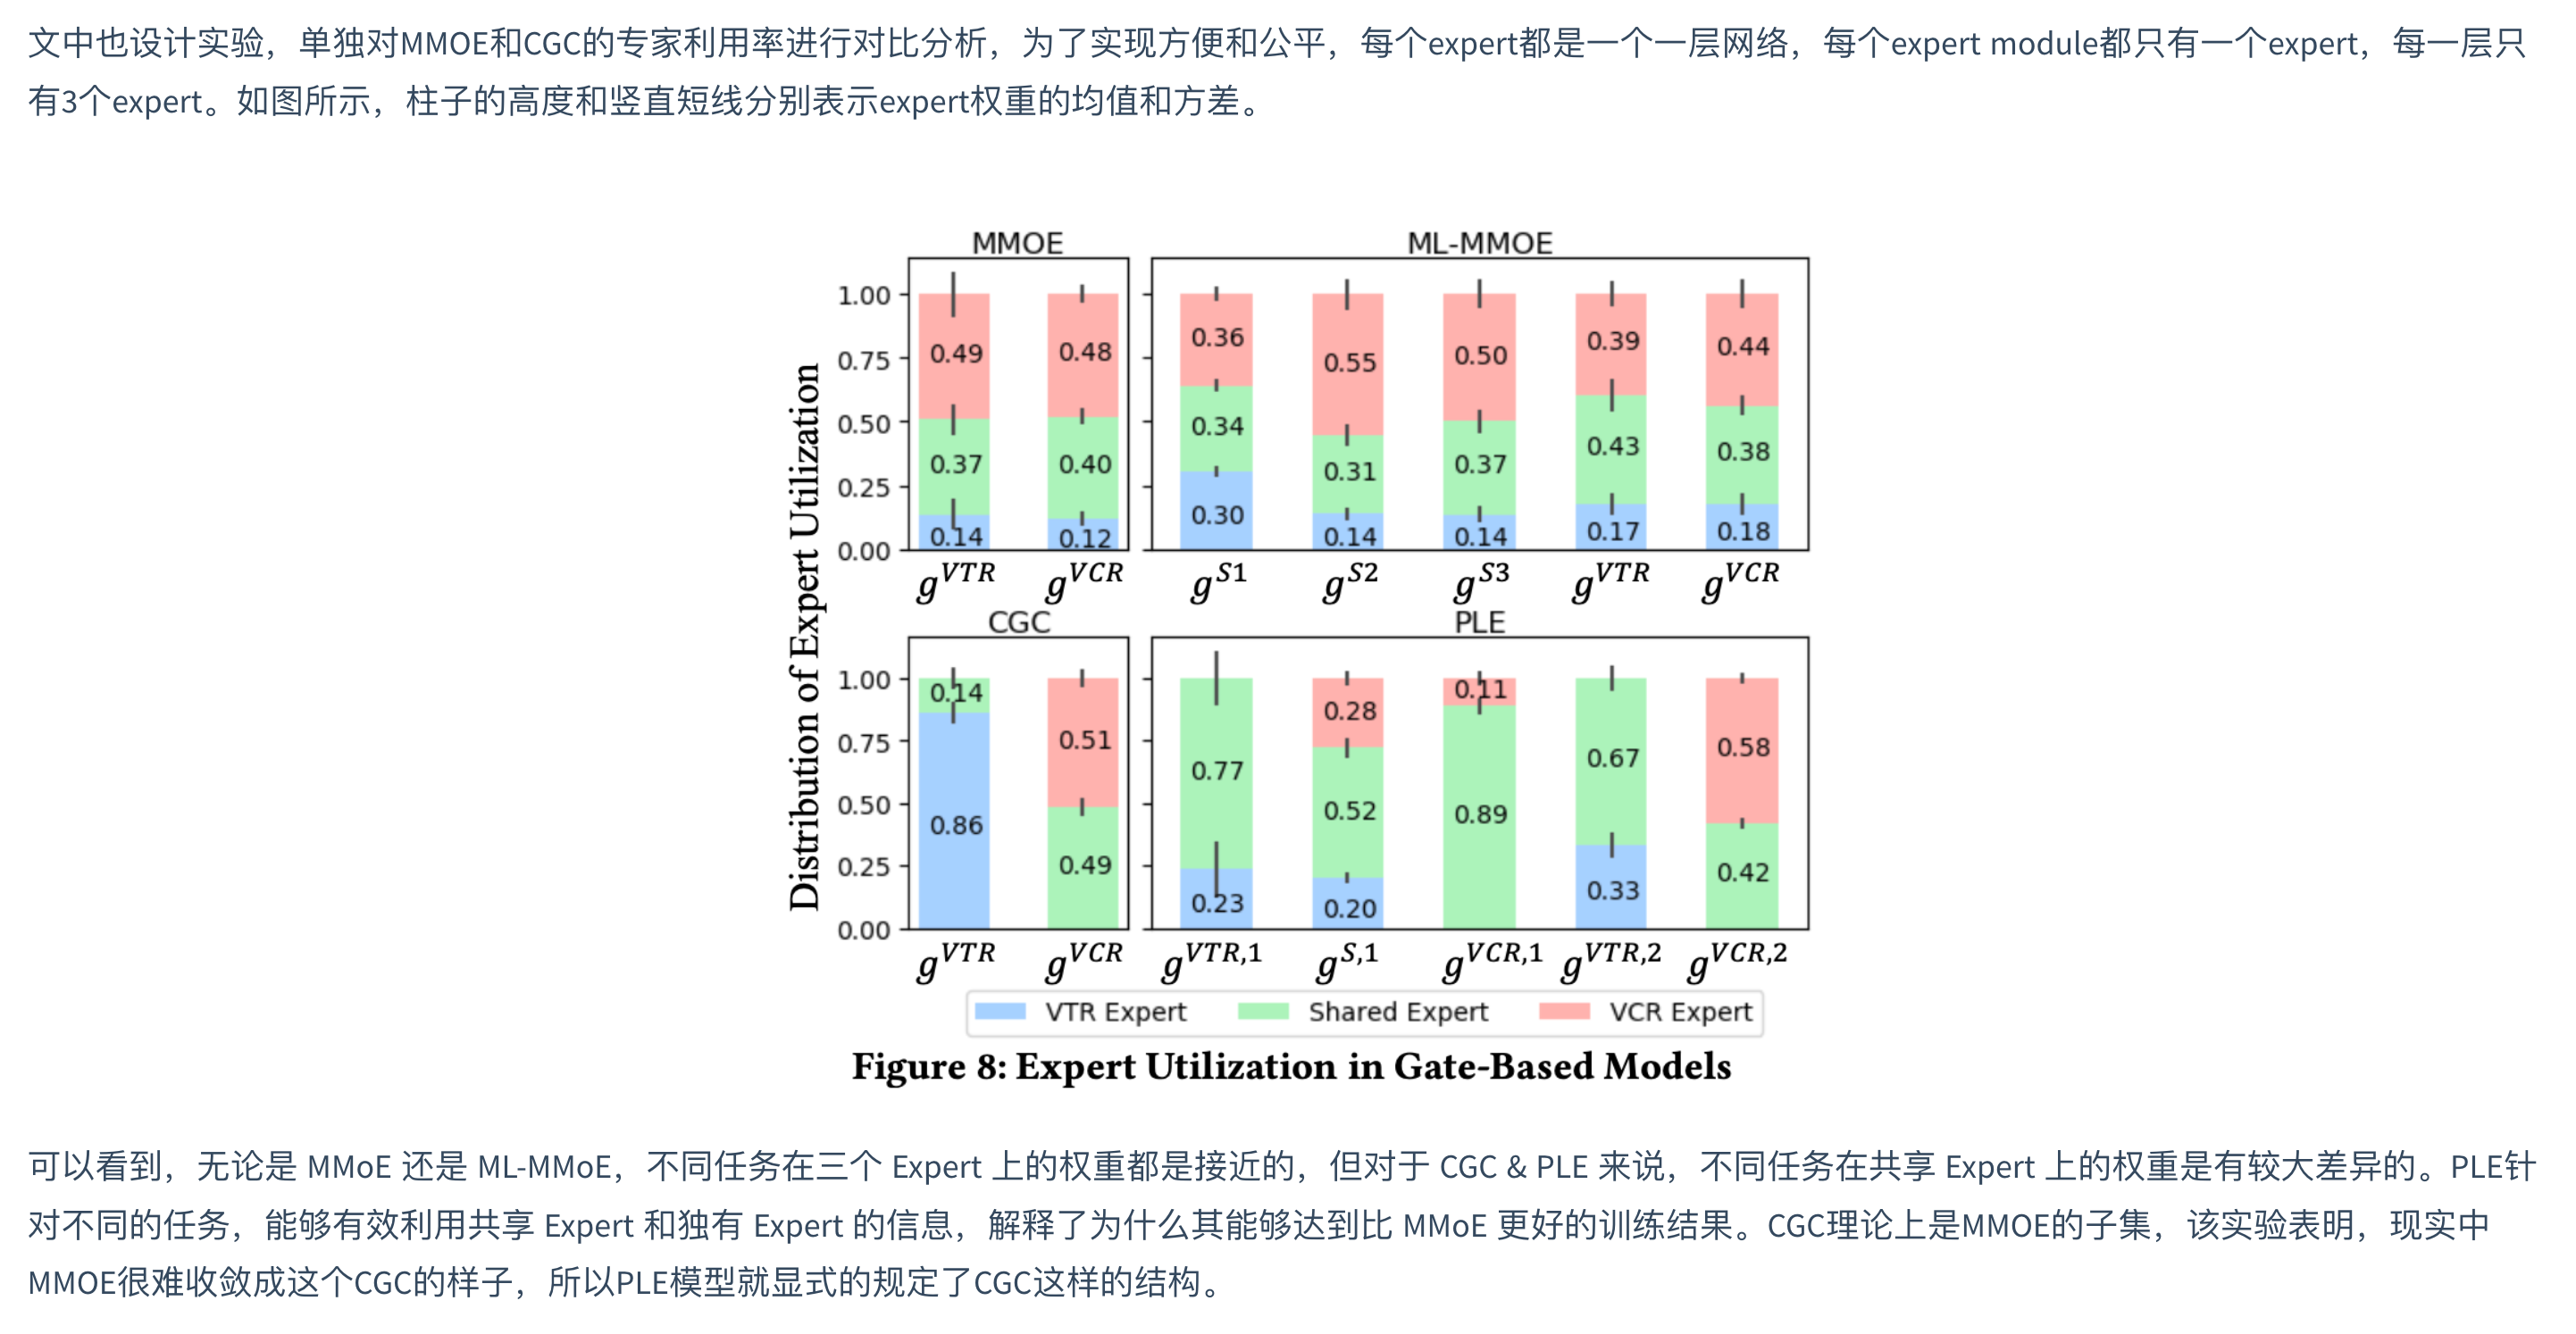 文中也设计实验，单独对MMOE和CGC的专家利用率进行对比分析，为了实现方便和公平，每个expert都是一个一层网络，每个expert module都只有一个expert，每一层只
有3个expert。如图所示，柱子的高度和竖直短线分别表示expert权重的均值和方差。
Distribution of Expert Utilization
MMOE
1.00
0.75
0.50
0.25
0.00
0.49 0.48
0.37 0.40
0.14 0.12
g^VTR g^VCR
ML-MMOE
0.36 0.55 0.50 0.39 0.44
0.34 0.31 0.37 0.43 0.38
0.30 0.14 0.14 0.17 0.18
g^S1 g^S2 g^S3 g^VTR g^VCR
CGC
1.00
0.75
0.50
0.25
0.00
0.14 0.51
0.86 0.49
g^VTR g^VCR
PLE
0.28 0.11 0.58
0.77 0.52 0.89 0.67 0.42
0.23 0.20 0.33
g^VTR,1 g^S,1 g^VCR,1 g^VTR,2 g^VCR,2
VTR Expert Shared Expert VCR Expert
Figure 8: Expert Utilization in Gate-Based Models
可以看到，无论是 MMoE 还是 ML-MMoE，不同任务在三个 Expert 上的权重都是接近的，但对于 CGC & PLE 来说，不同任务在共享 Expert 上的权重是有较大差异的。PLE针
对不同的任务，能够有效利用共享 Expert 和独有 Expert 的信息，解释了为什么其能够达到比 MMoE 更好的训练结果。CGC理论上是MMOE的子集，该实验表明，现实中
MMOE很难收敛成这个CGC的样子，所以PLE模型就显式的规定了CGC这样的结构。